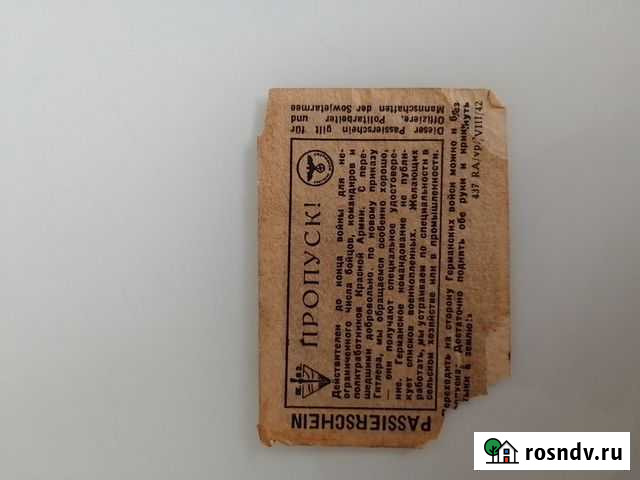 PASSIERSCHEIN
ПРОПУСК!
Действителен до конца войны для не-
ограниченного числа бойцов, командиров и
политработников Красной Армии. С пере-
шедшими добровольно по новому приказу
Гитлера, мы обращаемся особенно хорошо,
— они получают специальное удостовере-
ние. Германское командование не публи-
кует списков военнопленных. Желающих
работать, мы устраиваем по специальности в
сельском хозяйстве или в промышленности.
Dieser Passierschein gilt für
Offiziere, Politarbeiter und
Mannschaften der Sowjetarmee
Переходить на сторону Германских войск можно и без
пропуска. Достаточно поднять обе руки и крикнуть
в землю!»
437 RA/vp. VIII/42
rosndv.ru